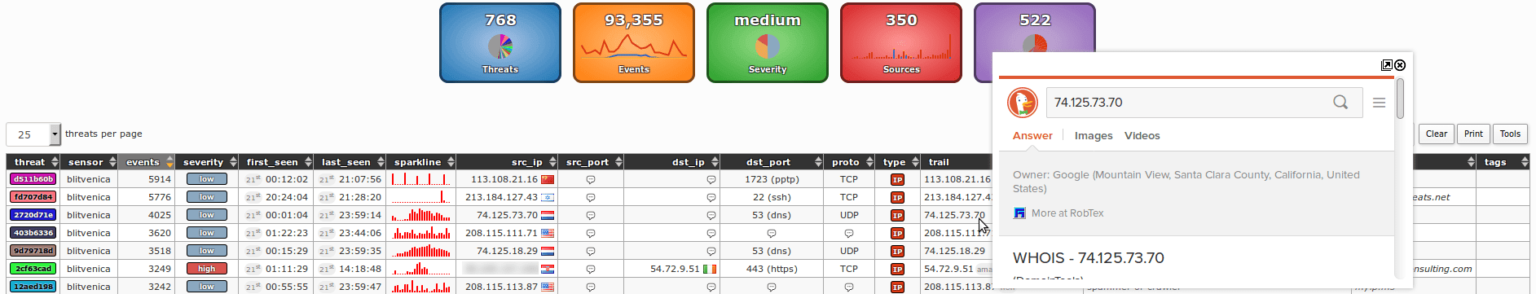 768
93,355
medium
350
522
Threats
Events
Severity
Sources
74.125.73.70
Answer Images Videos
Owner: Google (Mountain View, Santa Clara County, California, United
States)
More at RobTex
WHOIS - 74.125.73.70
25 threats per page
Clear Print Tools
threat sensor events severity first_seen last_seen sparkline src_ip src_port dst_ip dst_port proto type trail tags
d511b60b blitvenica 5914 low 21st 00:12:02 21st 21:07:56 113.108.21.16 1723 (pptp) TCP IP 113.108.21.16
fd707d84 blitvenica 5776 low 21st 20:24:04 21st 21:28:20 213.184.127.43 22 (ssh) TCP IP 213.184.127.4 eats.net
2720d71e blitvenica 4025 low 21st 00:01:04 21st 23:59:14 74.125.73.70 53 (dns) UDP IP 74.125.73.70
403b6336 blitvenica 3620 low 21st 01:22:23 21st 23:44:06 208.115.111.71 IP 208.115.111.7
9d79718d blitvenica 3518 low 21st 00:15:29 21st 23:59:35 74.125.18.29 53 (dns) UDP IP 74.125.18.29
2cf63cad blitvenica 3249 high 21st 01:11:29 21st 14:18:48 54.72.9.51 443 (https) TCP IP 54.72.9.51 nsulting.com
12aed198 blitvenica 3242 low 21st 00:55:55 21st 23:59:47 208.115.113.87 IP 208.115.113.8